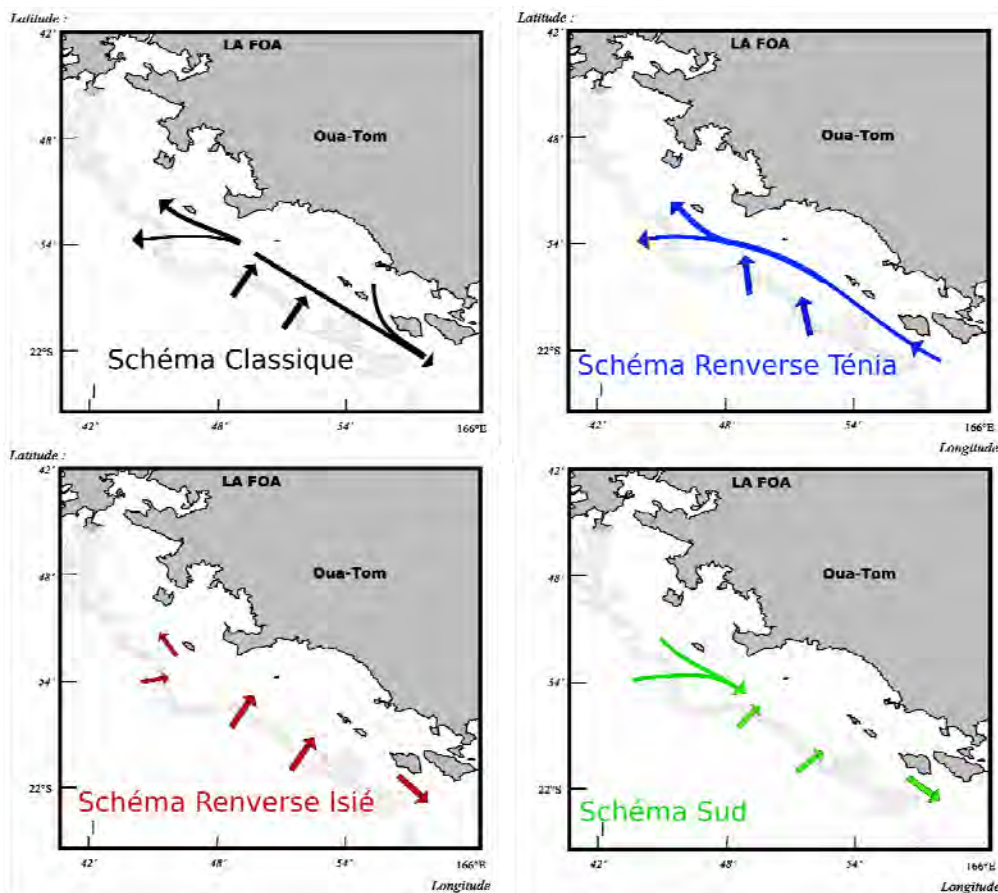 Latitude :
42'
LA FOA
Oua-Tom
48'
54'
22°S
Schéma Classique
42'
48'
54'
166°E
Latitude :
42'
LA FOA
Oua-Tom
48'
54'
22°S
Schéma Renverse Ténia
42'
48'
54'
166°E
Longitude
Latitude :
42'
LA FOA
Oua-Tom
48'
54'
22°S
Schéma Renverse Isié
42'
48'
54'
166°E
Longitude
42'
LA FOA
Oua-Tom
48'
54'
22°S
Schéma Sud
42'
48'
54'
166°E
Longitude